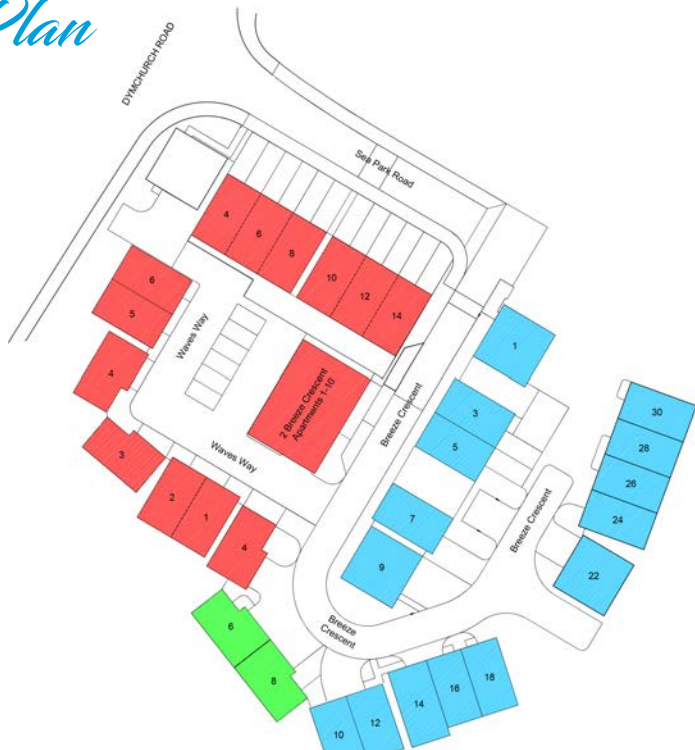 Plan
DYMCHURCH ROAD
Sea Park Road
4
6
8
10
12
14
6
5
4
3
2
1
4
Waves Way
Waves Way
2 Breeze Crescent
Apartments 1-10
Breeze Crescent
1
3
5
7
9
Breeze Crescent
30
28
26
24
22
Breeze
Crescent
6
8
10
12
14
16
18